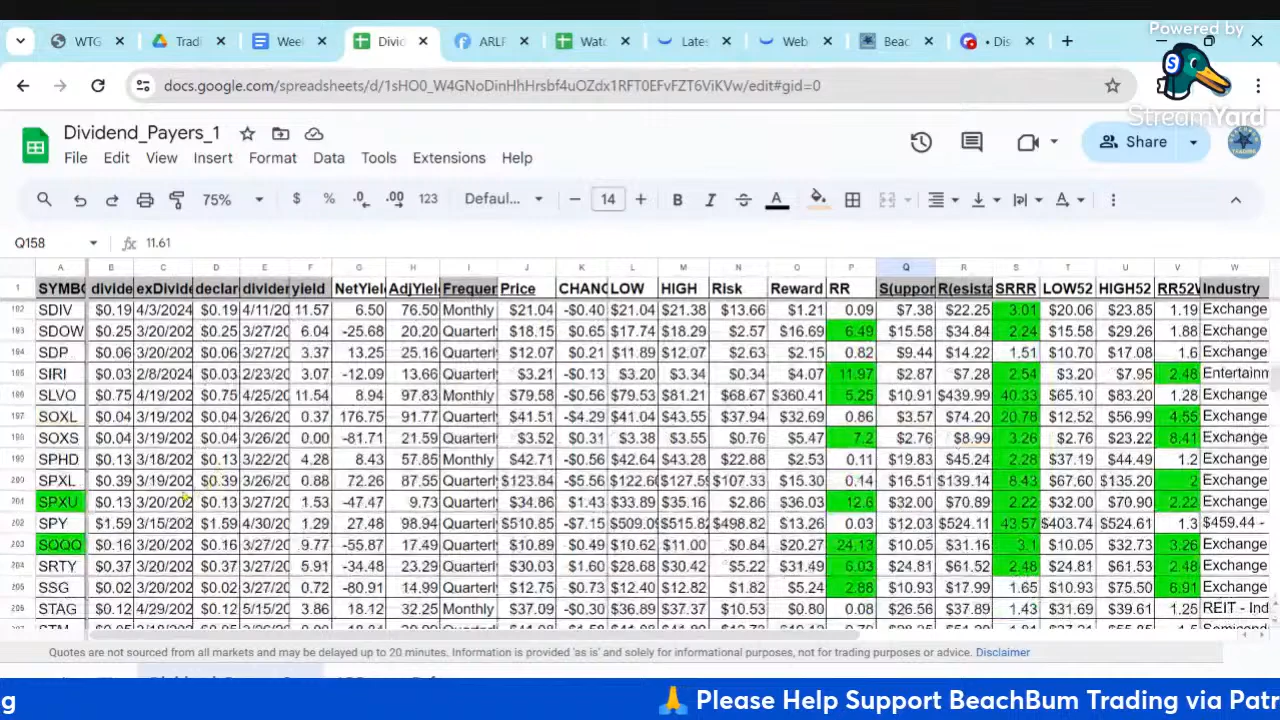 Powered by
StreamYard
WTG
Tradi
Wee
Divid
ARLF
Wato
Lates
Web
Beac
• Dis
docs.google.com/spreadsheets/d/1sHO0_W4GNoDinHhHrsbf4uOZdx1RFT0EFvFZT6ViKVw/edit#gid=0
Dividend_Payers_1
Share
File Edit View Insert Format Data Tools Extensions Help
75% $ % .0 .00 123 Defaul... 14 B I A
Q158 fx 11.61
A B C D E F G H I J K L M N O P Q R S T U V W
1 SYMBO divide exDivide declar divider yield NetYiel AdjYiel Frequer Price CHANC LOW HIGH Risk Reward RR S(uppor R(esista SRRR LOW52 HIGH52 RR52V Industry
SDIV $0.19 4/3/2024 $0.19 4/11/20 11.57 6.50 76.50 Monthly $21.04 -$0.40 $21.04 $21.38 $13.66 $1.21 0.09 $7.38 $22.25 3.01 $20.06 $23.85 1.19 Exchange
193 SDOW $0.25 3/20/202 $0.25 3/27/20 6.04 -25.68 20.20 Quarterl $18.15 $0.65 $17.74 $18.29 $2.57 $16.69 6.49 $15.58 $34.84 2.24 $15.58 $29.26 1.88 Exchange
194 SDP $0.06 3/20/202 $0.06 3/27/20 3.37 13.25 25.16 Quarterl $12.07 $0.21 $11.89 $12.07 $2.63 $2.15 0.82 $9.44 $14.22 1.51 $10.70 $17.08 1.6 Exchange
195 SIRI $0.03 2/8/2024 $0.03 2/23/20 3.07 -12.09 13.66 Quarterl $3.21 -$0.13 $3.20 $3.34 $0.34 $4.07 11.97 $2.87 $7.28 2.54 $3.20 $7.95 2.48 Entertainn
196 SLVO $0.75 4/19/202 $0.75 4/25/20 11.54 8.94 97.83 Monthly $79.58 -$0.56 $79.53 $81.21 $68.67 $360.41 5.25 $10.91 $439.99 40.33 $65.10 $83.20 1.28 Exchange
197 SOXL $0.04 3/19/202 $0.04 3/26/20 176.75 91.77 Quarterl $41.51 -$4.29 $41.04 $43.55 $37.94 $32.69 0.86 $3.57 $74.20 20.78 $12.52 $56.99 4.55 Exchange
198 SOXS $0.04 3/19/202 $0.04 3/26/20 0.00 -81.71 21.59 Quarterl $3.52 $0.31 $3.38 $3.55 $0.76 $5.47 7.2 $2.76 $8.99 3.26 $2.76 $23.22 8.41 Exchange
199 SPHD $0.13 3/18/202 $0.13 3/22/20 4.28 8.43 57.85 Monthly $42.71 -$0.56 $42.64 $43.28 $22.88 $2.53 0.11 $19.83 $45.24 2.28 $37.19 $44.49 1.2 Exchange
200 SPXL $0.39 3/19/202 $0.39 3/26/20 0.88 72.26 87.55 Quarterl $123.84 -$5.56 $122.60 $127.59 $107.33 $15.30 0.14 $16.51 $139.14 8.43 $67.60 $135.20 2 Exchange
201 SPXU $0.13 3/20/202 $0.13 3/27/20 1.53 -47.47 9.73 Quarterl $34.86 $1.43 $33.89 $35.16 $2.86 $36.03 12.6 $32.00 $70.89 2.22 $32.00 $70.90 2.22 Exchange
202 SPY $1.59 3/15/202 $1.59 4/30/20 1.29 27.48 98.94 Quarterl $510.85 -$7.15 $509.09 $515.82 $498.82 $13.26 0.03 $12.03 $524.11 43.57 $403.74 $524.61 1.3 $459.44 -
203 SQQQ $0.16 3/20/202 $0.16 3/27/20 9.77 -55.87 17.49 Quarterl $10.89 $0.49 $10.62 $11.00 $0.84 $20.27 24.13 $10.05 $31.16 3.1 $10.05 $32.73 3.26 Exchange
204 SRTY $0.37 3/20/202 $0.37 3/27/20 5.91 -34.48 23.29 Quarterl $30.03 $1.60 $28.68 $30.42 $5.22 $31.49 6.03 $24.81 $61.52 2.48 $24.81 $61.53 2.48 Exchange
205 SSG $0.02 3/20/202 $0.02 3/27/20 0.72 -80.91 14.99 Quarterl $12.75 $0.73 $12.40 $12.82 $1.82 $5.24 2.88 $10.93 $17.99 1.65 $10.93 $75.50 6.91 Exchange
206 STAG $0.12 4/29/202 $0.12 5/15/20 3.86 18.12 32.25 Monthly $37.09 -$0.30 $36.89 $37.37 $10.53 $0.80 0.08 $26.56 $37.89 1.43 $31.69 $39.61 1.25 REIT - Ind
Quotes are not sourced from all markets and may be delayed up to 20 minutes. Information is provided 'as is' and solely for informational purposes, not for trading purposes or advice. Disclaimer
g 🙏 Please Help Support BeachBum Trading via Patr